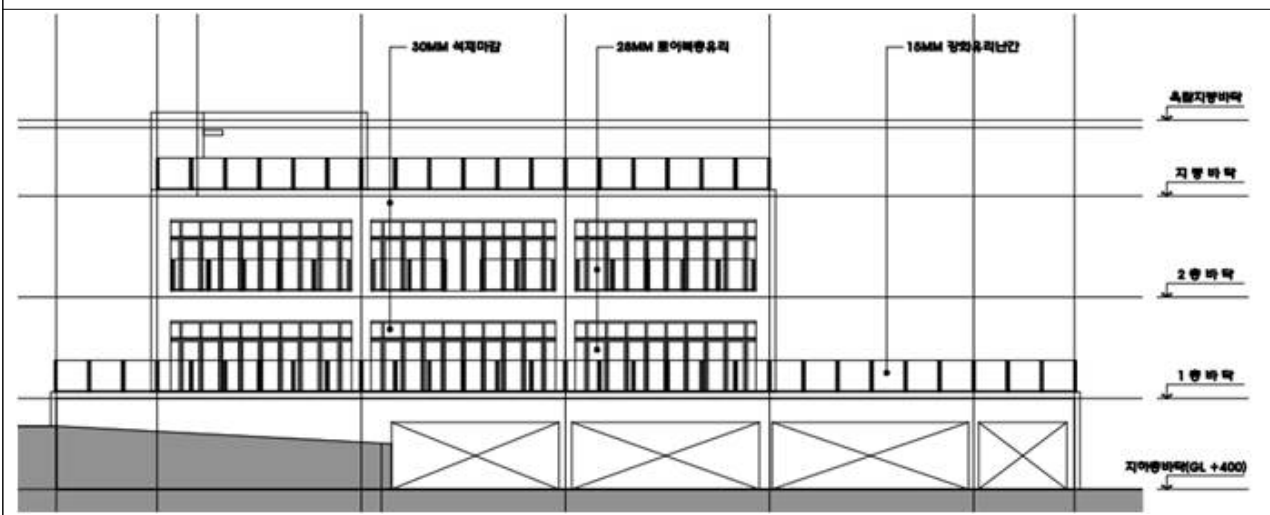 30MM 석재마감
28MM 로이복층유리
15MM 강화유리난간
옥탑지붕바닥
지 붕 바 닥
2 층 바 닥
1 층 바 닥
지하층바닥(GL +400)